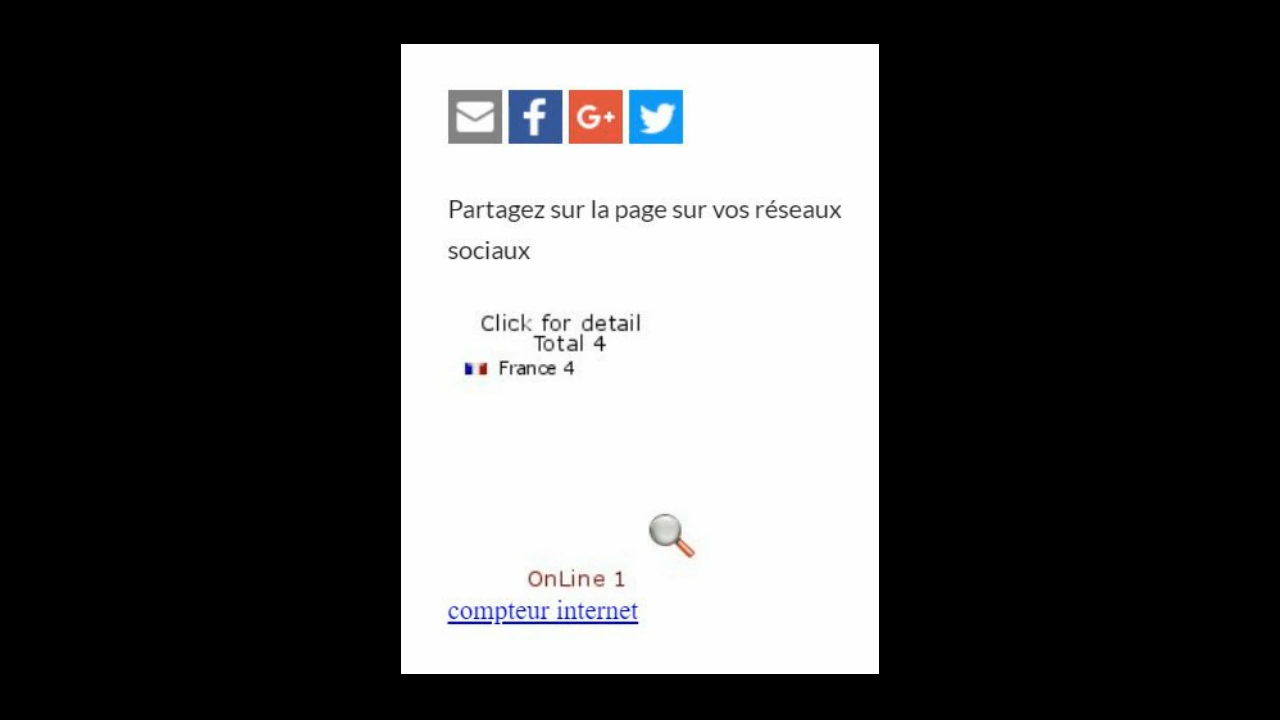 G+
Partagez sur la page sur vos réseaux
sociaux
Click for detail
Total 4
France 4
OnLine 1
compteur internet